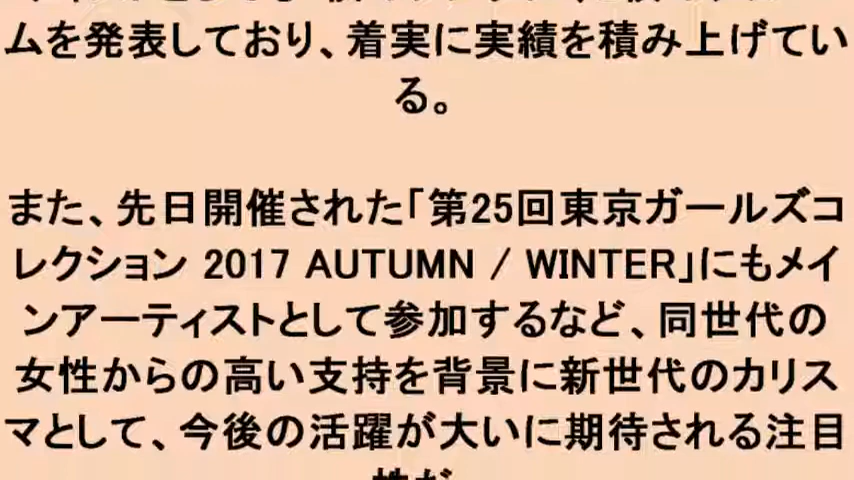 ムを発表しており、着実に実績を積み上げてい
る。
また、先日開催された「第25回東京ガールズコ
レクション 2017 AUTUMN / WINTER」にもメイ
ンアーティストとして参加するなど、同世代の
女性からの高い支持を背景に新世代のカリス
マとして、今後の活躍が大いに期待される注目